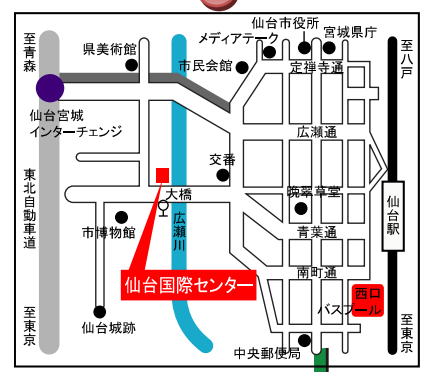 仙台市役所
メディアテーク
宮城県庁
至青森
県美術館
市民会館
定禅寺通
至八戸
仙台宮城
インターチェンジ
広瀬通
交番
東北自動車道
大橋
晩翠草堂
仙台駅
市博物館
広瀬川
青葉通
仙台国際センター
南町通
西口
バスプール
至東京
仙台城跡
中央郵便局
至東京